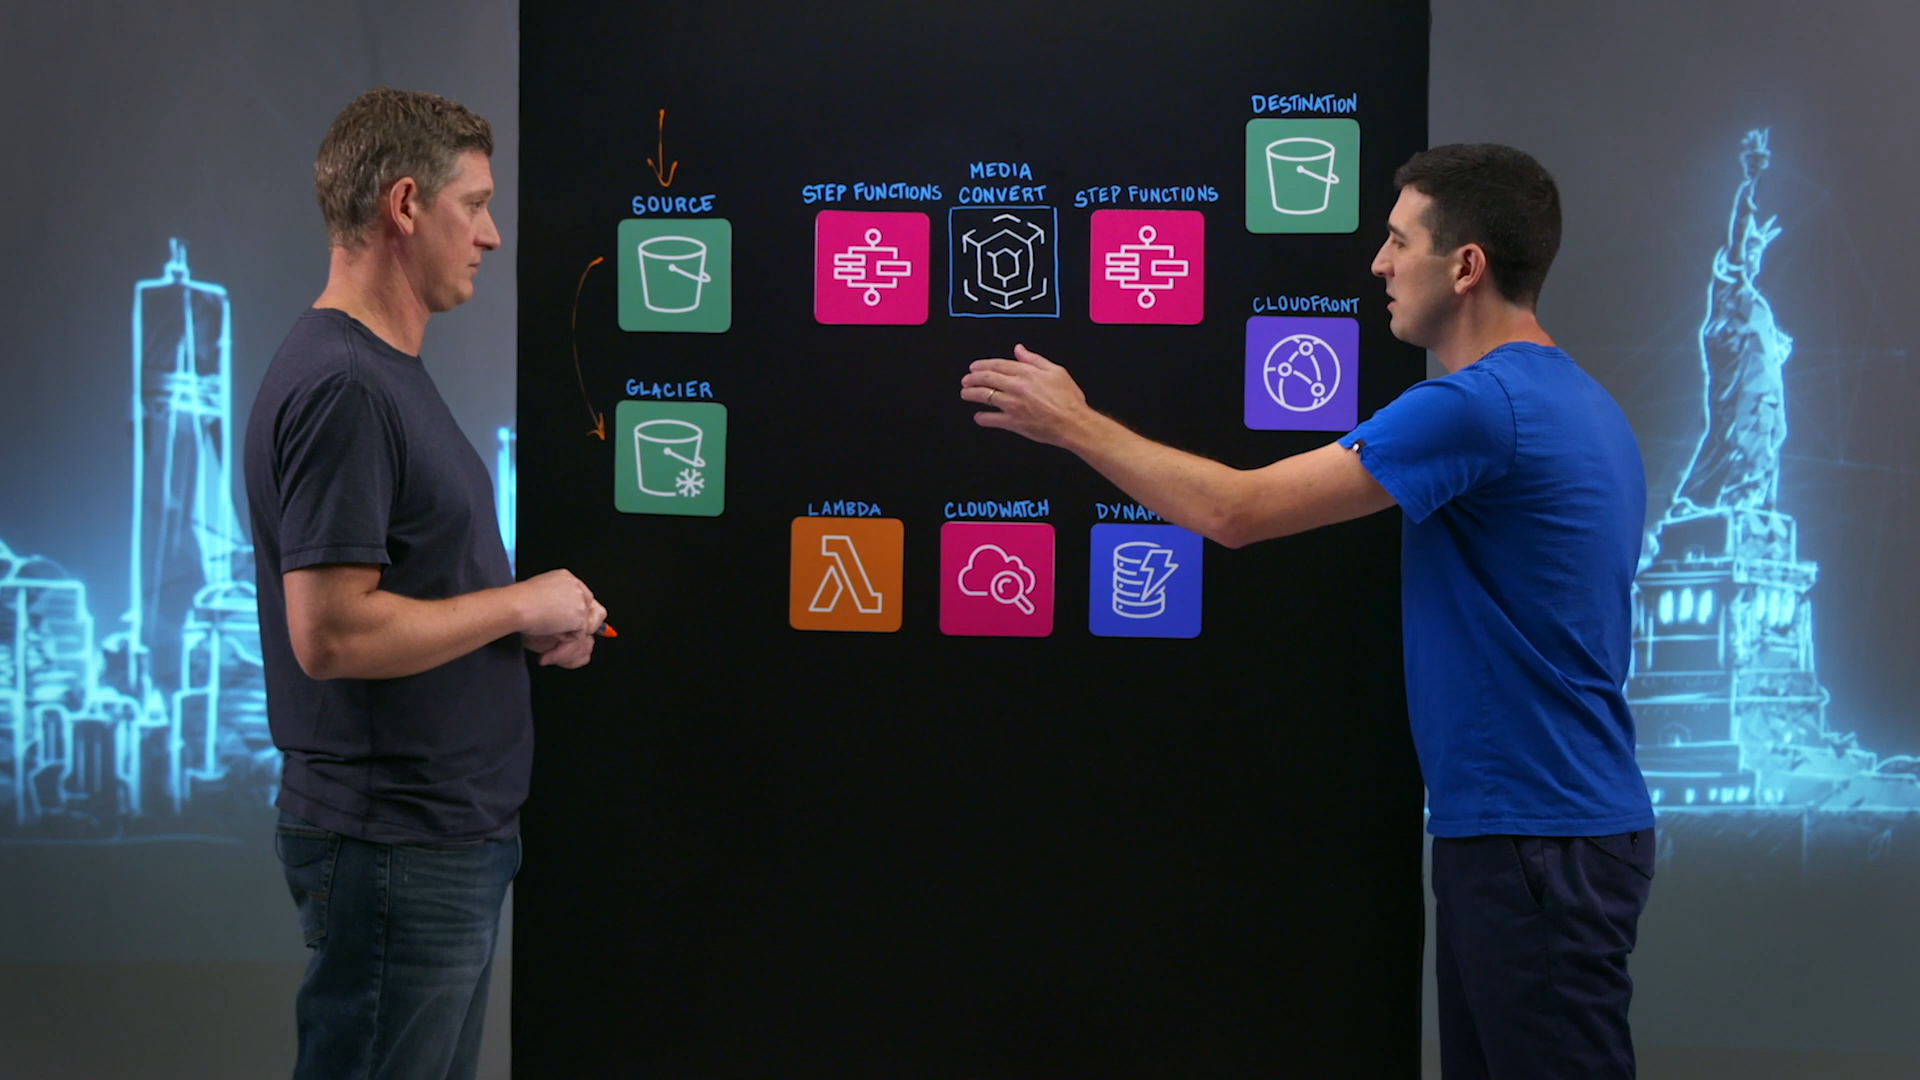 DESTINATION
SOURCE
STEP FUNCTIONS
MEDIA
CONVERT
STEP FUNCTIONS
CLOUDFRONT
GLACIER
LAMBDA
CLOUDWATCH